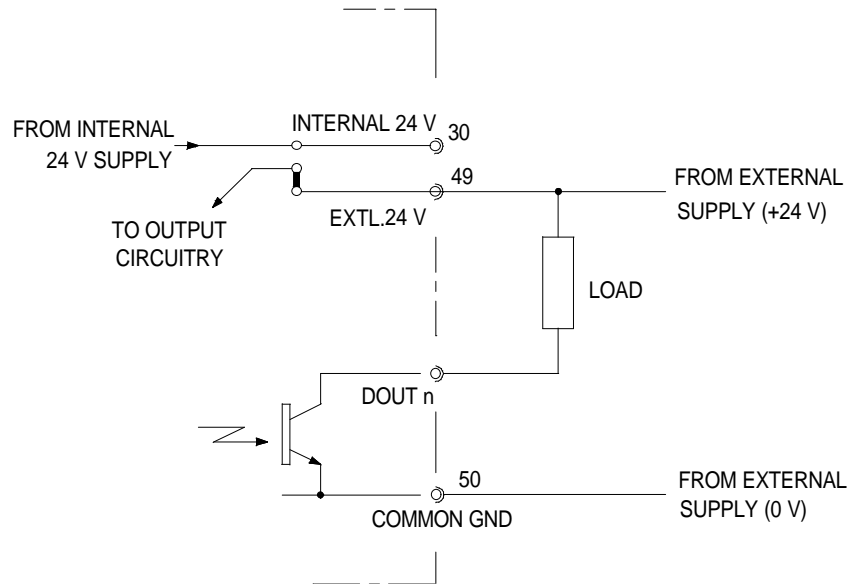 FROM INTERNAL
24 V SUPPLY
INTERNAL 24 V
30
49
FROM EXTERNAL
SUPPLY (+24 V)
EXTL.24 V
TO OUTPUT
CIRCUITRY
LOAD
DOUT n
50
FROM EXTERNAL
SUPPLY (0 V)
COMMON GND